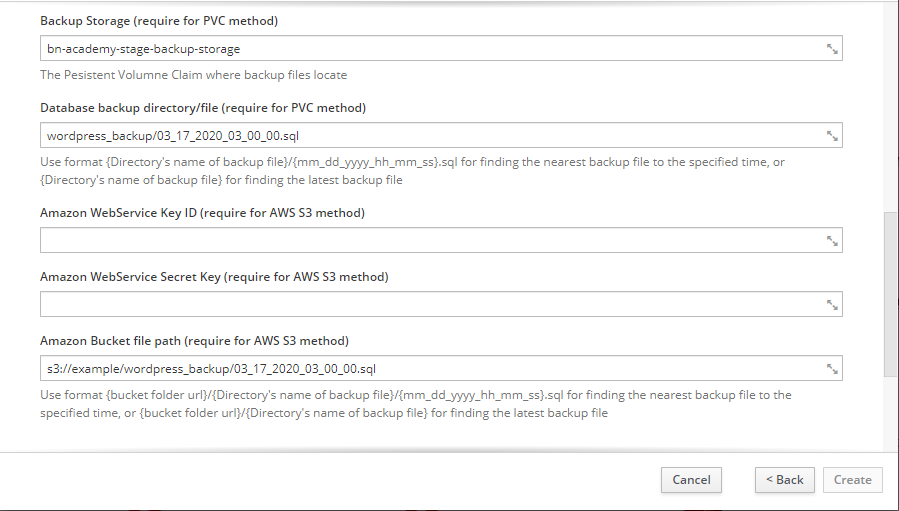 Backup Storage (require for PVC method)
bn-academy-stage-backup-storage
The Pesistent Volumne Claim where backup files locate
Database backup directory/file (require for PVC method)
wordpress_backup/03_17_2020_03_00_00.sql
Use format {Directory's name of backup file}/{mm_dd_yyyy_hh_mm_ss}.sql for finding the nearest backup file to the specified time, or
{Directory's name of backup file} for finding the latest backup file
Amazon WebService Key ID (require for AWS S3 method)
Amazon WebService Secret Key (require for AWS S3 method)
Amazon Bucket file path (require for AWS S3 method)
s3://example/wordpress_backup/03_17_2020_03_00_00.sql
Use format {bucket folder url}/{Directory's name of backup file}/{mm_dd_yyyy_hh_mm_ss}.sql for finding the nearest backup file to the
specified time, or {bucket folder url}/{Directory's name of backup file} for finding the latest backup file
Cancel
< Back
Create